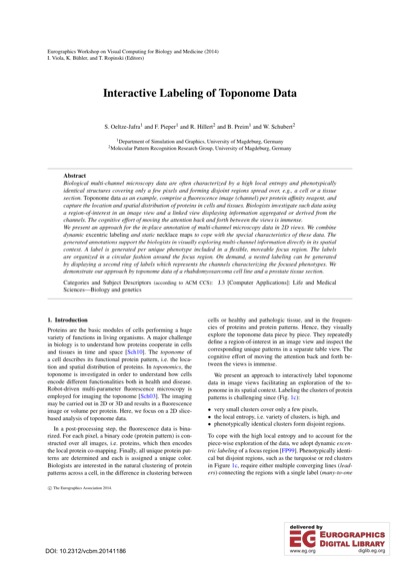 Eurographics Workshop on Visual Computing for Biology and Medicine (2014)
I. Viola, K. Bühler, and T. Ropinski (Editors)
Interactive Labeling of Toponome Data
S. Oeltze-Jafra¹ and F. Pieper¹ and R. Hillert² and B. Preim¹ and W. Schubert²
¹Department of Simulation and Graphics, University of Magdeburg, Germany
²Molecular Pattern Recognition Research Group, University of Magdeburg, Germany
Abstract
Biological multi-channel microscopy data are often characterized by a high local entropy and phenotypically
identical structures covering only a few pixels and forming disjoint regions spread over, e.g., a cell or a tissue
section. Toponome data as an example, comprise a fluorescence image (channel) per protein affinity reagent, and
capture the location and spatial distribution of proteins in cells and tissues. Biologists investigate such data using
a region-of-interest in an image view and a linked view displaying information aggregated or derived from the
channels. The cognitive effort of moving the attention back and forth between the views is immense.
We present an approach for the in-place annotation of multi-channel microscopy data in 2D views. We combine
dynamic excentric labeling and static necklace maps to cope with the special characteristics of these data. The
generated annotations support the biologists in visually exploring multi-channel information directly in its spatial
context. A label is generated per unique phenotype included in a flexible, moveable focus region. The labels
are organized in a circular fashion around the focus region. On demand, a nested labeling can be generated
by displaying a second ring of labels which represents the channels characterizing the focused phenotypes. We
demonstrate our approach by toponome data of a rhabdomyosarcoma cell line and a prostate tissue section.
Categories and Subject Descriptors (according to ACM CCS): J.3 [Computer Applications]: Life and Medical
Sciences—Biology and genetics
1. Introduction
Proteins are the basic modules of cells performing a huge
variety of functions in living organisms. A major challenge
in biology is to understand how proteins cooperate in cells
and tissues in time and space [Sch10]. The toponome of
a cell describes its functional protein pattern, i.e. the loca-
tion and spatial distribution of proteins. In toponomics, the
toponome is investigated in order to understand how cells
encode different functionalities both in health and disease.
Robot-driven multi-parameter fluorescence microscopy is
employed for imaging the toponome [Sch03]. The imaging
may be carried out in 2D or 3D and results in a fluorescence
image or volume per protein. Here, we focus on a 2D slice-
based analysis of toponome data.
In a post-processing step, the fluorescence data is bina-
rized. For each pixel, a binary code (protein pattern) is con-
structed over all images, i.e. proteins, which then encodes
the local protein co-mapping. Finally, all unique protein pat-
terns are determined and each is assigned a unique color.
Biologists are interested in the natural clustering of protein
patterns across a cell, in the difference in clustering between
© The Eurographics Association 2014.
cells or healthy and pathologic tissue, and in the frequen-
cies of proteins and protein patterns. Hence, they visually
explore the toponome data piece by piece. They repeatedly
define a region-of-interest in an image view and inspect the
corresponding unique patterns in a separate table view. The
cognitive effort of moving the attention back and forth be-
tween the views is immense.
We present an approach to interactively label toponome
data in image views facilitating an exploration of the to-
ponome in its spatial context. Labeling the clusters of protein
patterns is challenging since (Fig. 1c):
• very small clusters cover only a few pixels,
• the local entropy, i.e. variety of clusters, is high, and
• phenotypically identical clusters form disjoint regions.
To cope with the high local entropy and to account for the
piece-wise exploration of the data, we adopt dynamic excen-
tric labeling of a focus region [FP99]. Phenotypically identi-
cal but disjoint regions, such as the turquoise or red clusters
in Figure 1c, require either multiple converging lines (lead-
ers) connecting the regions with a single label (many-to-one
DOI: 10.2312/vcbm.20141186
delivered by
EG EUROGRAPHICS
DIGITAL LIBRARY
www.eg.org diglib.eg.org